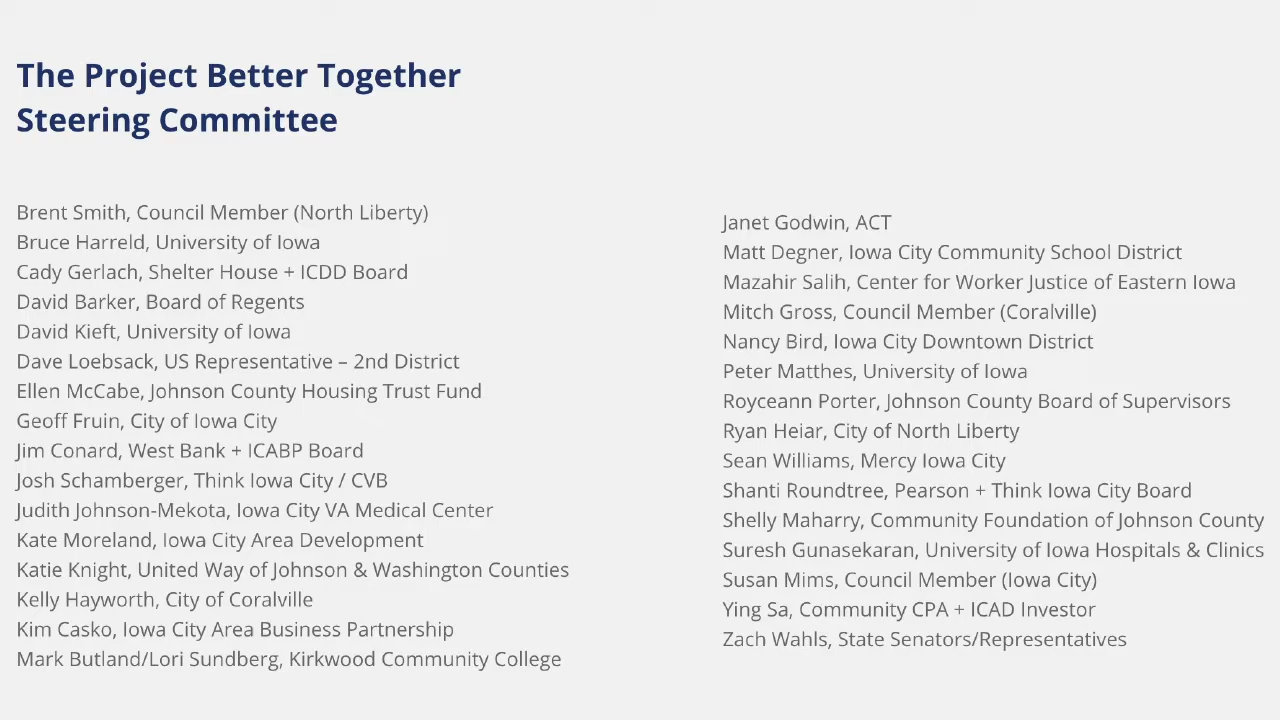 The Project Better Together
Steering Committee
Brent Smith, Council Member (North Liberty)
Bruce Harreld, University of Iowa
Cady Gerlach, Shelter House + ICDD Board
David Barker, Board of Regents
David Kieft, University of Iowa
Dave Loebsack, US Representative – 2nd District
Ellen McCabe, Johnson County Housing Trust Fund
Geoff Fruin, City of Iowa City
Jim Conard, West Bank + ICABP Board
Josh Schamberger, Think Iowa City / CVB
Judith Johnson-Mekota, Iowa City VA Medical Center
Kate Moreland, Iowa City Area Development
Katie Knight, United Way of Johnson & Washington Counties
Kelly Hayworth, City of Coralville
Kim Casko, Iowa City Area Business Partnership
Mark Butland/Lori Sundberg, Kirkwood Community College
Janet Godwin, ACT
Matt Degner, Iowa City Community School District
Mazahir Salih, Center for Worker Justice of Eastern Iowa
Mitch Gross, Council Member (Coralville)
Nancy Bird, Iowa City Downtown District
Peter Matthes, University of Iowa
Royceann Porter, Johnson County Board of Supervisors
Ryan Heiar, City of North Liberty
Sean Williams, Mercy Iowa City
Shanti Roundtree, Pearson + Think Iowa City Board
Shelly Maharry, Community Foundation of Johnson County
Suresh Gunasekaran, University of Iowa Hospitals & Clinics
Susan Mims, Council Member (Iowa City)
Ying Sa, Community CPA + ICAD Investor
Zach Wahls, State Senators/Representatives